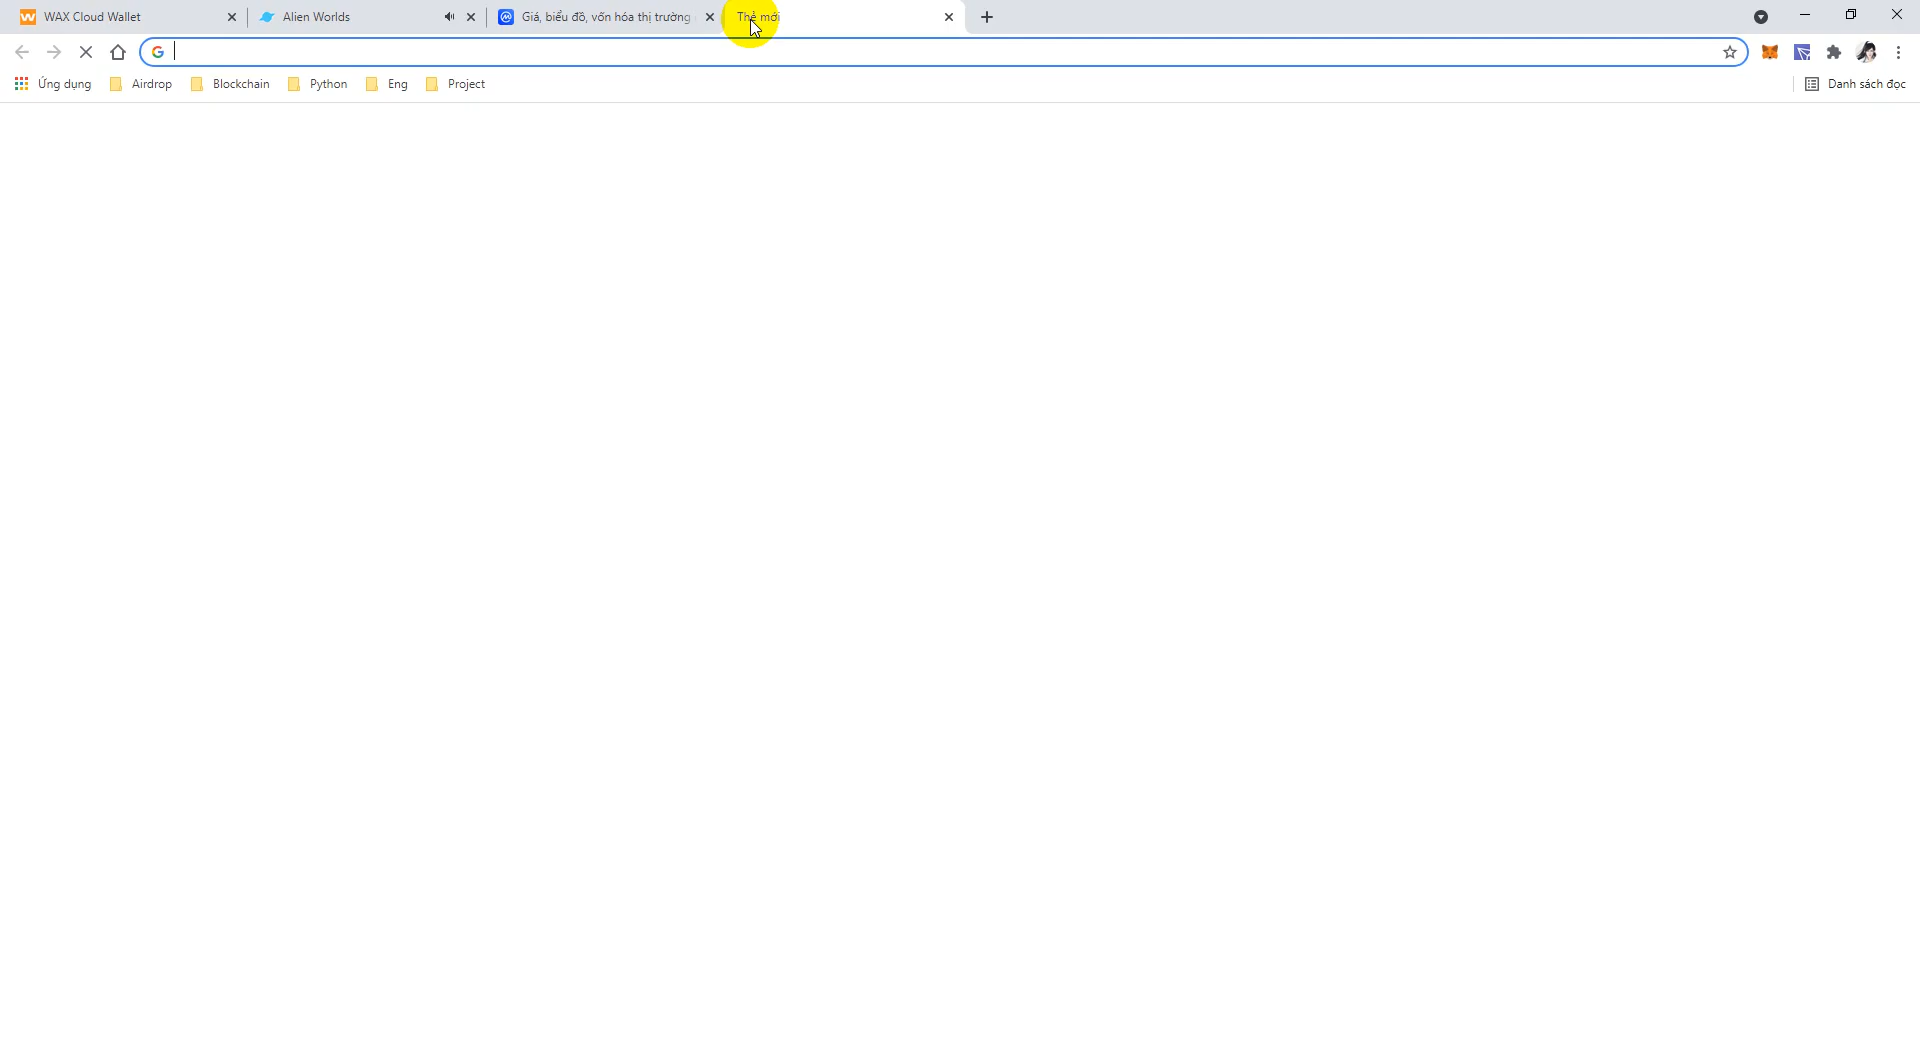 WAX Cloud Wallet
Alien Worlds
Giá, biểu đồ, vốn hóa thị trường
Thẻ mới
Ứng dụng
Airdrop
Blockchain
Python
Eng
Project
Danh sách đọc